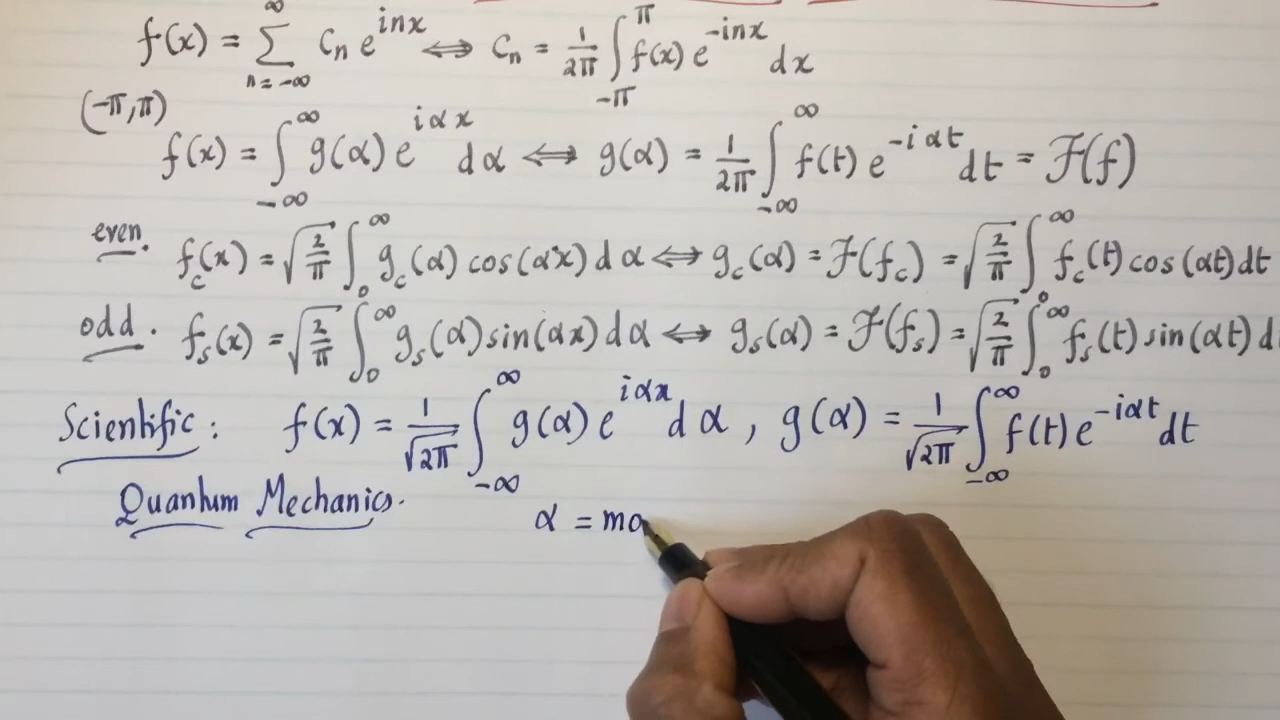 f(x) = ∑_{n=-∞}^{∞} C_n e^{inx} ⟺ C_n = 1/2π ∫_{-π}^{π} f(x) e^{-inx} dx
(-π, π)
f(x) = ∫_{-∞}^{∞} g(α) e^{iαx} dα ⟺ g(α) = 1/2π ∫_{-∞}^{∞} f(t) e^{-iαt} dt = ℱ(f)
even. f_c(x) = √(2/π) ∫_0^∞ g_c(α) cos(αx) dα ⟺ g_c(α) = ℱ(f_c) = √(2/π) ∫_0^∞ f_c(t) cos(αt) dt
odd. f_s(x) = √(2/π) ∫_0^∞ g_s(α) sin(αx) dα ⟺ g_s(α) = ℱ(f_s) = √(2/π) ∫_0^∞ f_s(t) sin(αt) d
Scientific: f(x) = 1/√2π ∫_{-∞}^{∞} g(α) e^{iαx} dα, g(α) = 1/√2π ∫_{-∞}^{∞} f(t) e^{-iαt} dt
Quantum Mechanics.
α = mo